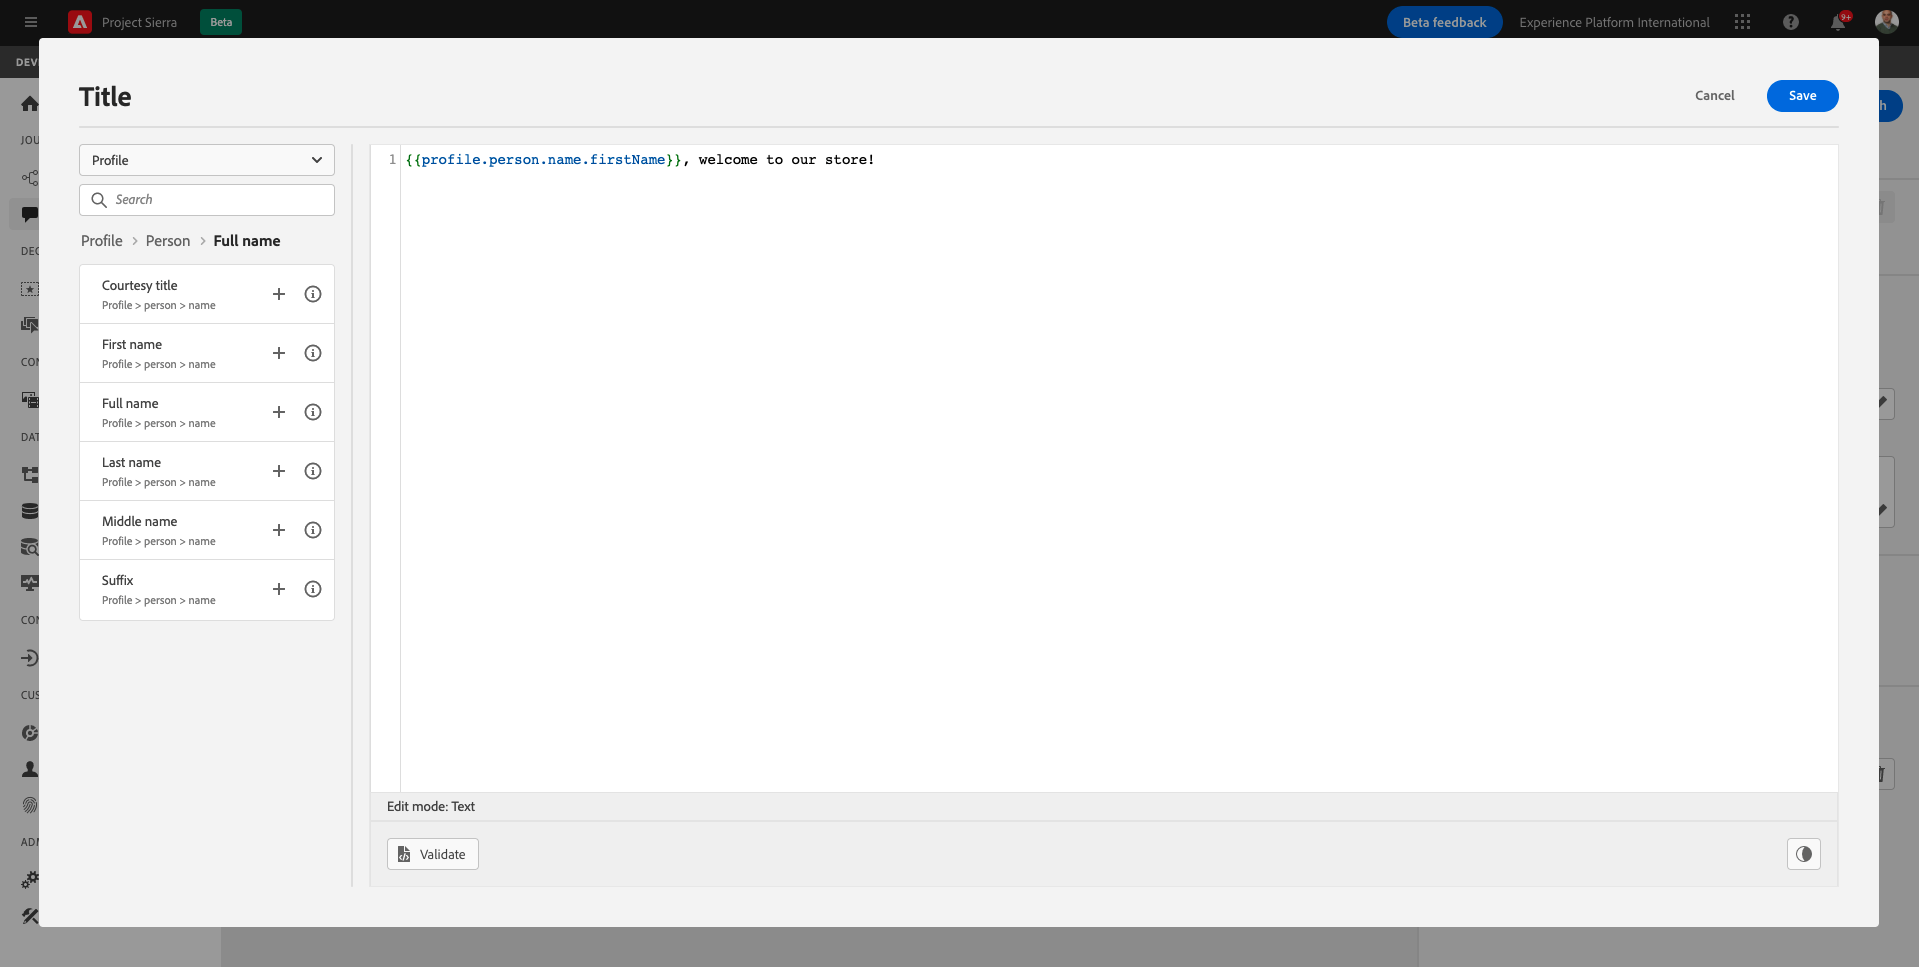 Project Sierra
Beta
Beta feedback
Experience Platform International
9+
DEV
Title
Cancel
Save
h
JOU
Profile
1
{{profile.person.name.firstName}}, welcome to our store!
Search
Profile > Person > Full name
DEC
Courtesy title
Profile > person > name
First name
Profile > person > name
CON
Full name
Profile > person > name
DAT
Last name
Profile > person > name
Middle name
Profile > person > name
Suffix
Profile > person > name
CON
CUS
Edit mode: Text
ADM
Validate